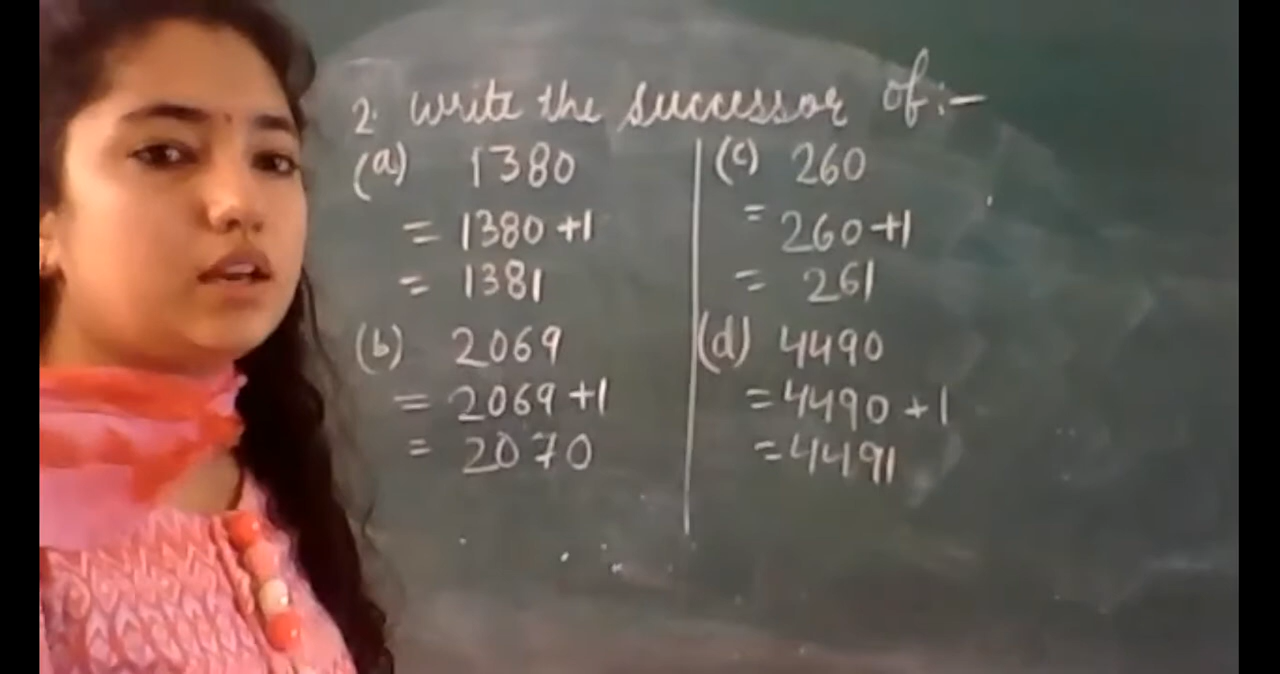 2. Write the successor of :-
(a) 1380
= 1380 +1
= 1381
(b) 2069
= 2069 +1
= 2070
(c) 260
= 260+1
= 261
(d) 4490
= 4490 + 1
= 4491